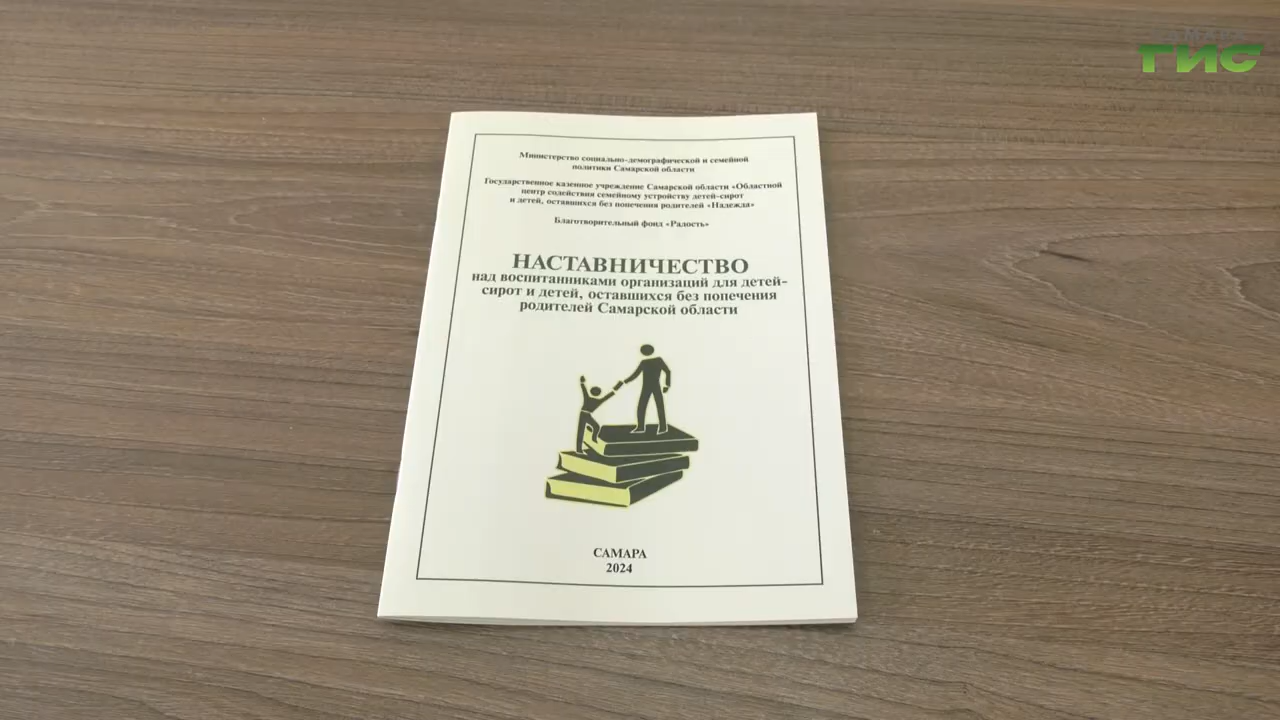 САМАРА
ГИС
Министерство социально-демографической и семейной
политики Самарской области
Государственное казенное учреждение Самарской области «Областной
центр содействия семейному устройству детей-сирот
и детей, оставшихся без попечения родителей «Надежда»
Благотворительный фонд «Радость»
НАСТАВНИЧЕСТВО
над воспитанниками организаций для детей-
сирот и детей, оставшихся без попечения
родителей Самарской области
САМАРА
2024